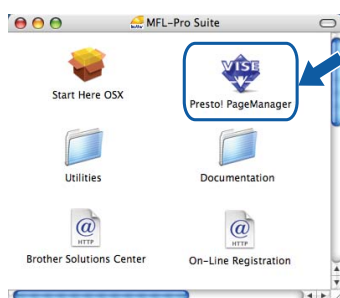 MFL-Pro Suite
VISE
Start Here OSX
Presto! PageManager
Utilities
Documentation
@
HTTP
@
HTTP
Brother Solutions Center
On-Line Registration